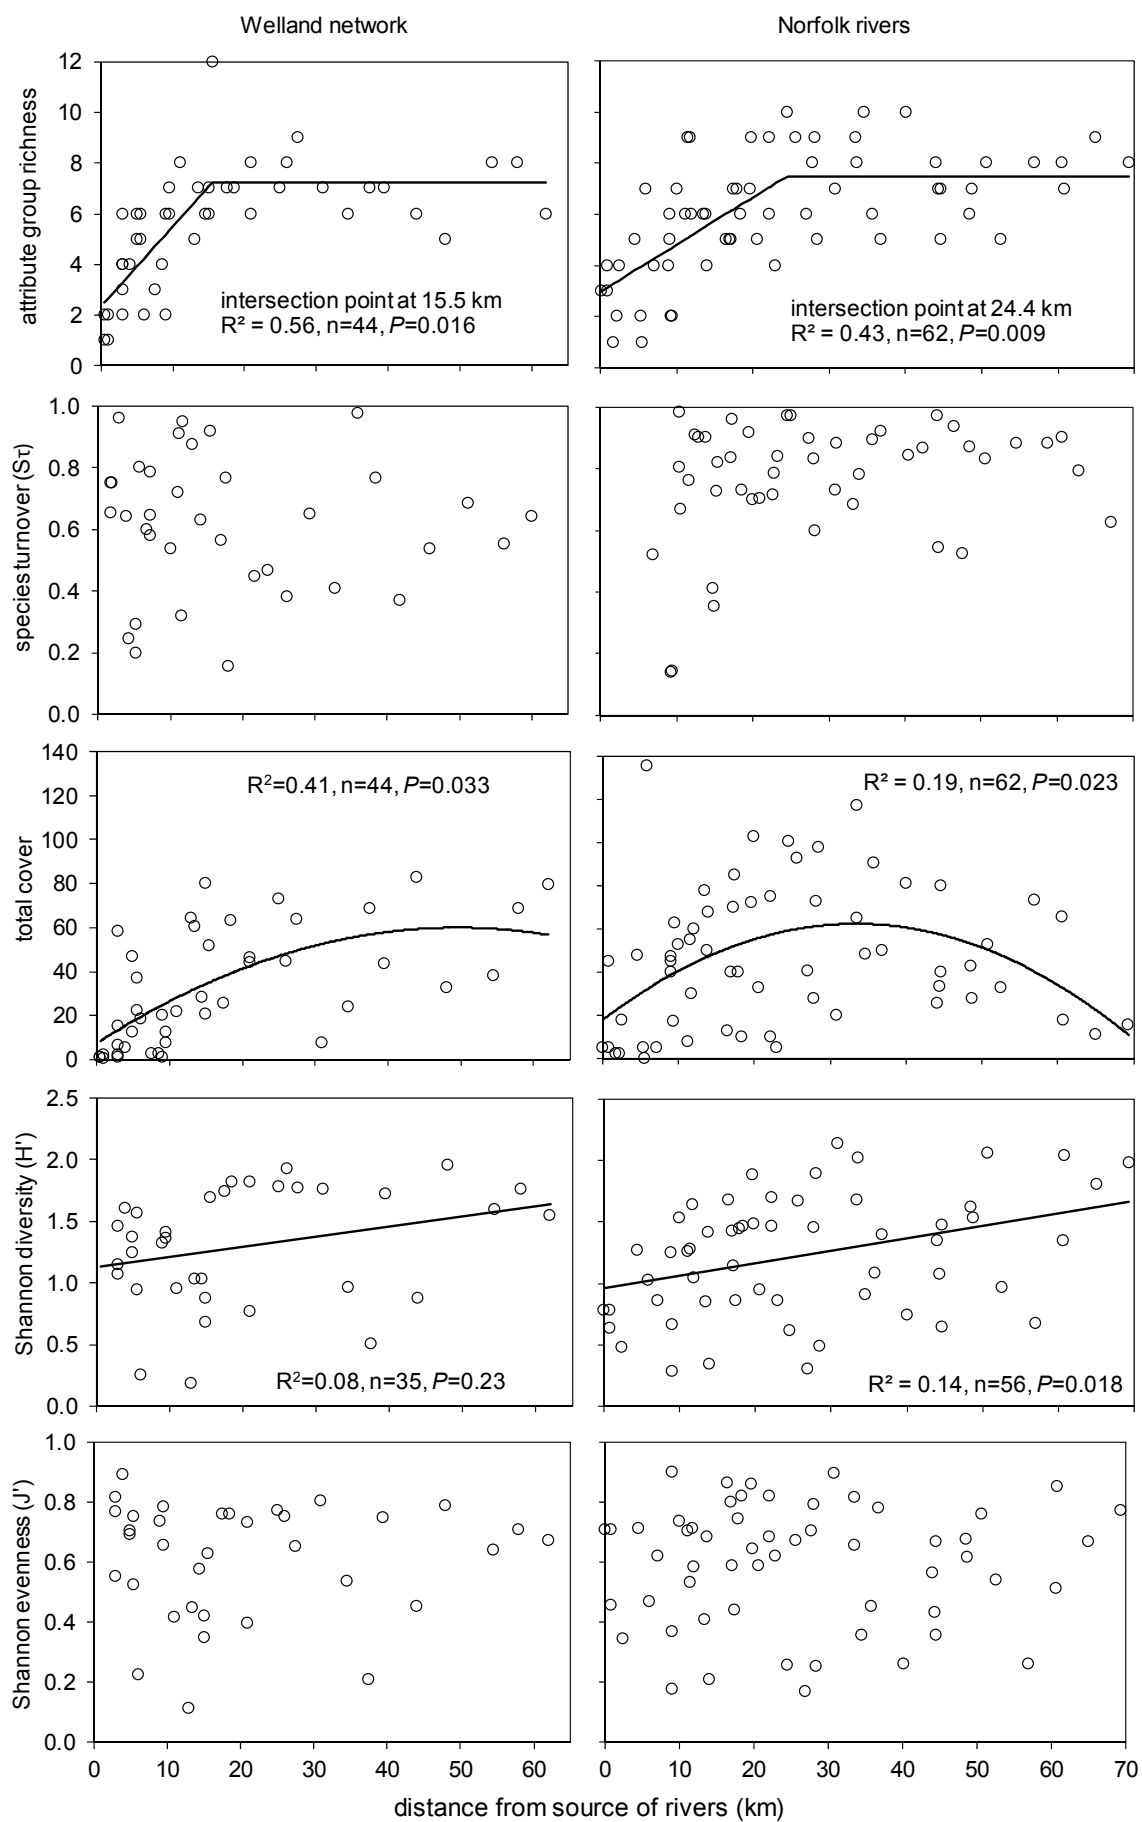 Welland network
Norfolk rivers
attribute group richness
12
10
8
6
4
2
0
intersection point at 15.5 km
R² = 0.56, n=44, P=0.016
intersection point at 24.4 km
R² = 0.43, n=62, P=0.009
species turnover (Sτ)
1.0
0.8
0.6
0.4
0.2
0.0
total cover
140
120
100
80
60
40
20
0
R²=0.41, n=44, P=0.033
R² = 0.19, n=62, P=0.023
Shannon diversity (H')
2.5
2.0
1.5
1.0
0.5
0.0
R²=0.08, n=35, P=0.23
R² = 0.14, n=56, P=0.018
Shannon evenness (J')
1.0
0.8
0.6
0.4
0.2
0.0
0 10 20 30 40 50 60
0 10 20 30 40 50 60 70
distance from source of rivers (km)